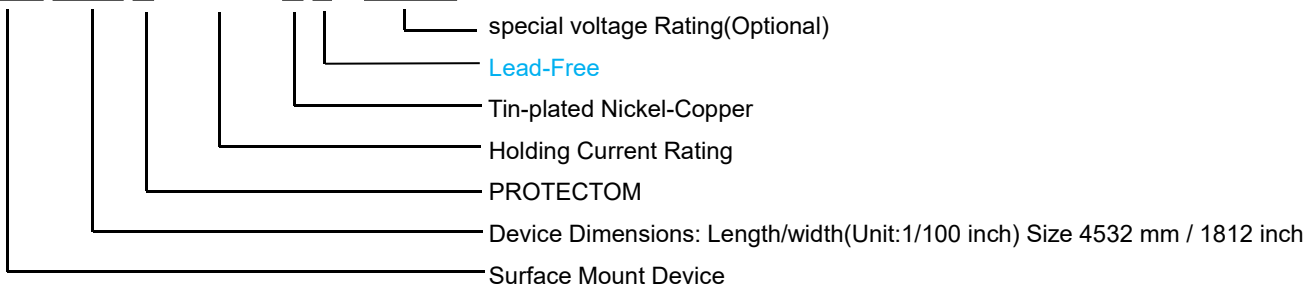 special voltage Rating(Optional)
Lead-Free
Tin-plated Nickel-Copper
Holding Current Rating
PROTECTOM
Device Dimensions: Length/width(Unit:1/100 inch) Size 4532 mm / 1812 inch
Surface Mount Device